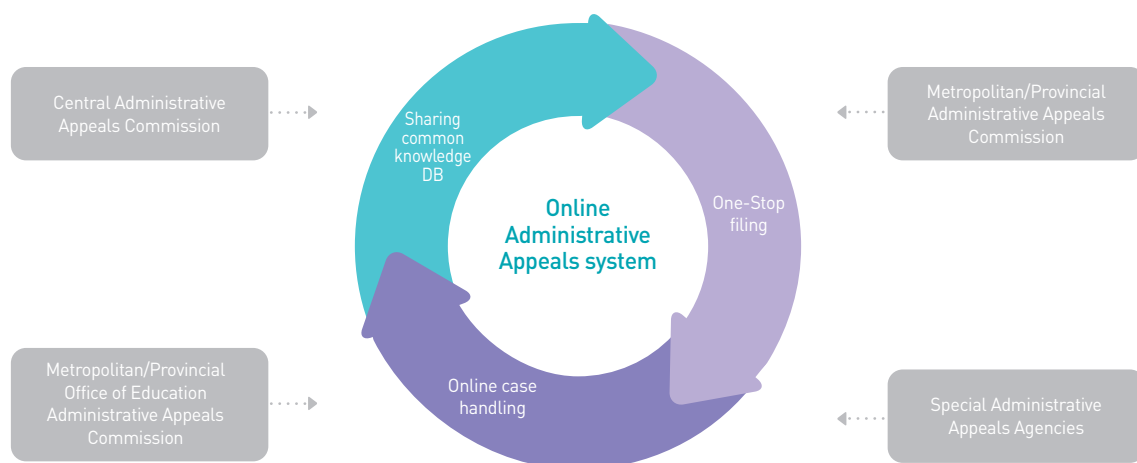 Central Administrative
Appeals Commission
Metropolitan/Provincial
Administrative Appeals
Commission
Sharing
common
knowledge
DB
One-Stop
filing
Online
Administrative
Appeals system
Metropolitan/Provincial
Office of Education
Administrative Appeals
Commission
Online case
handling
Special Administrative
Appeals Agencies